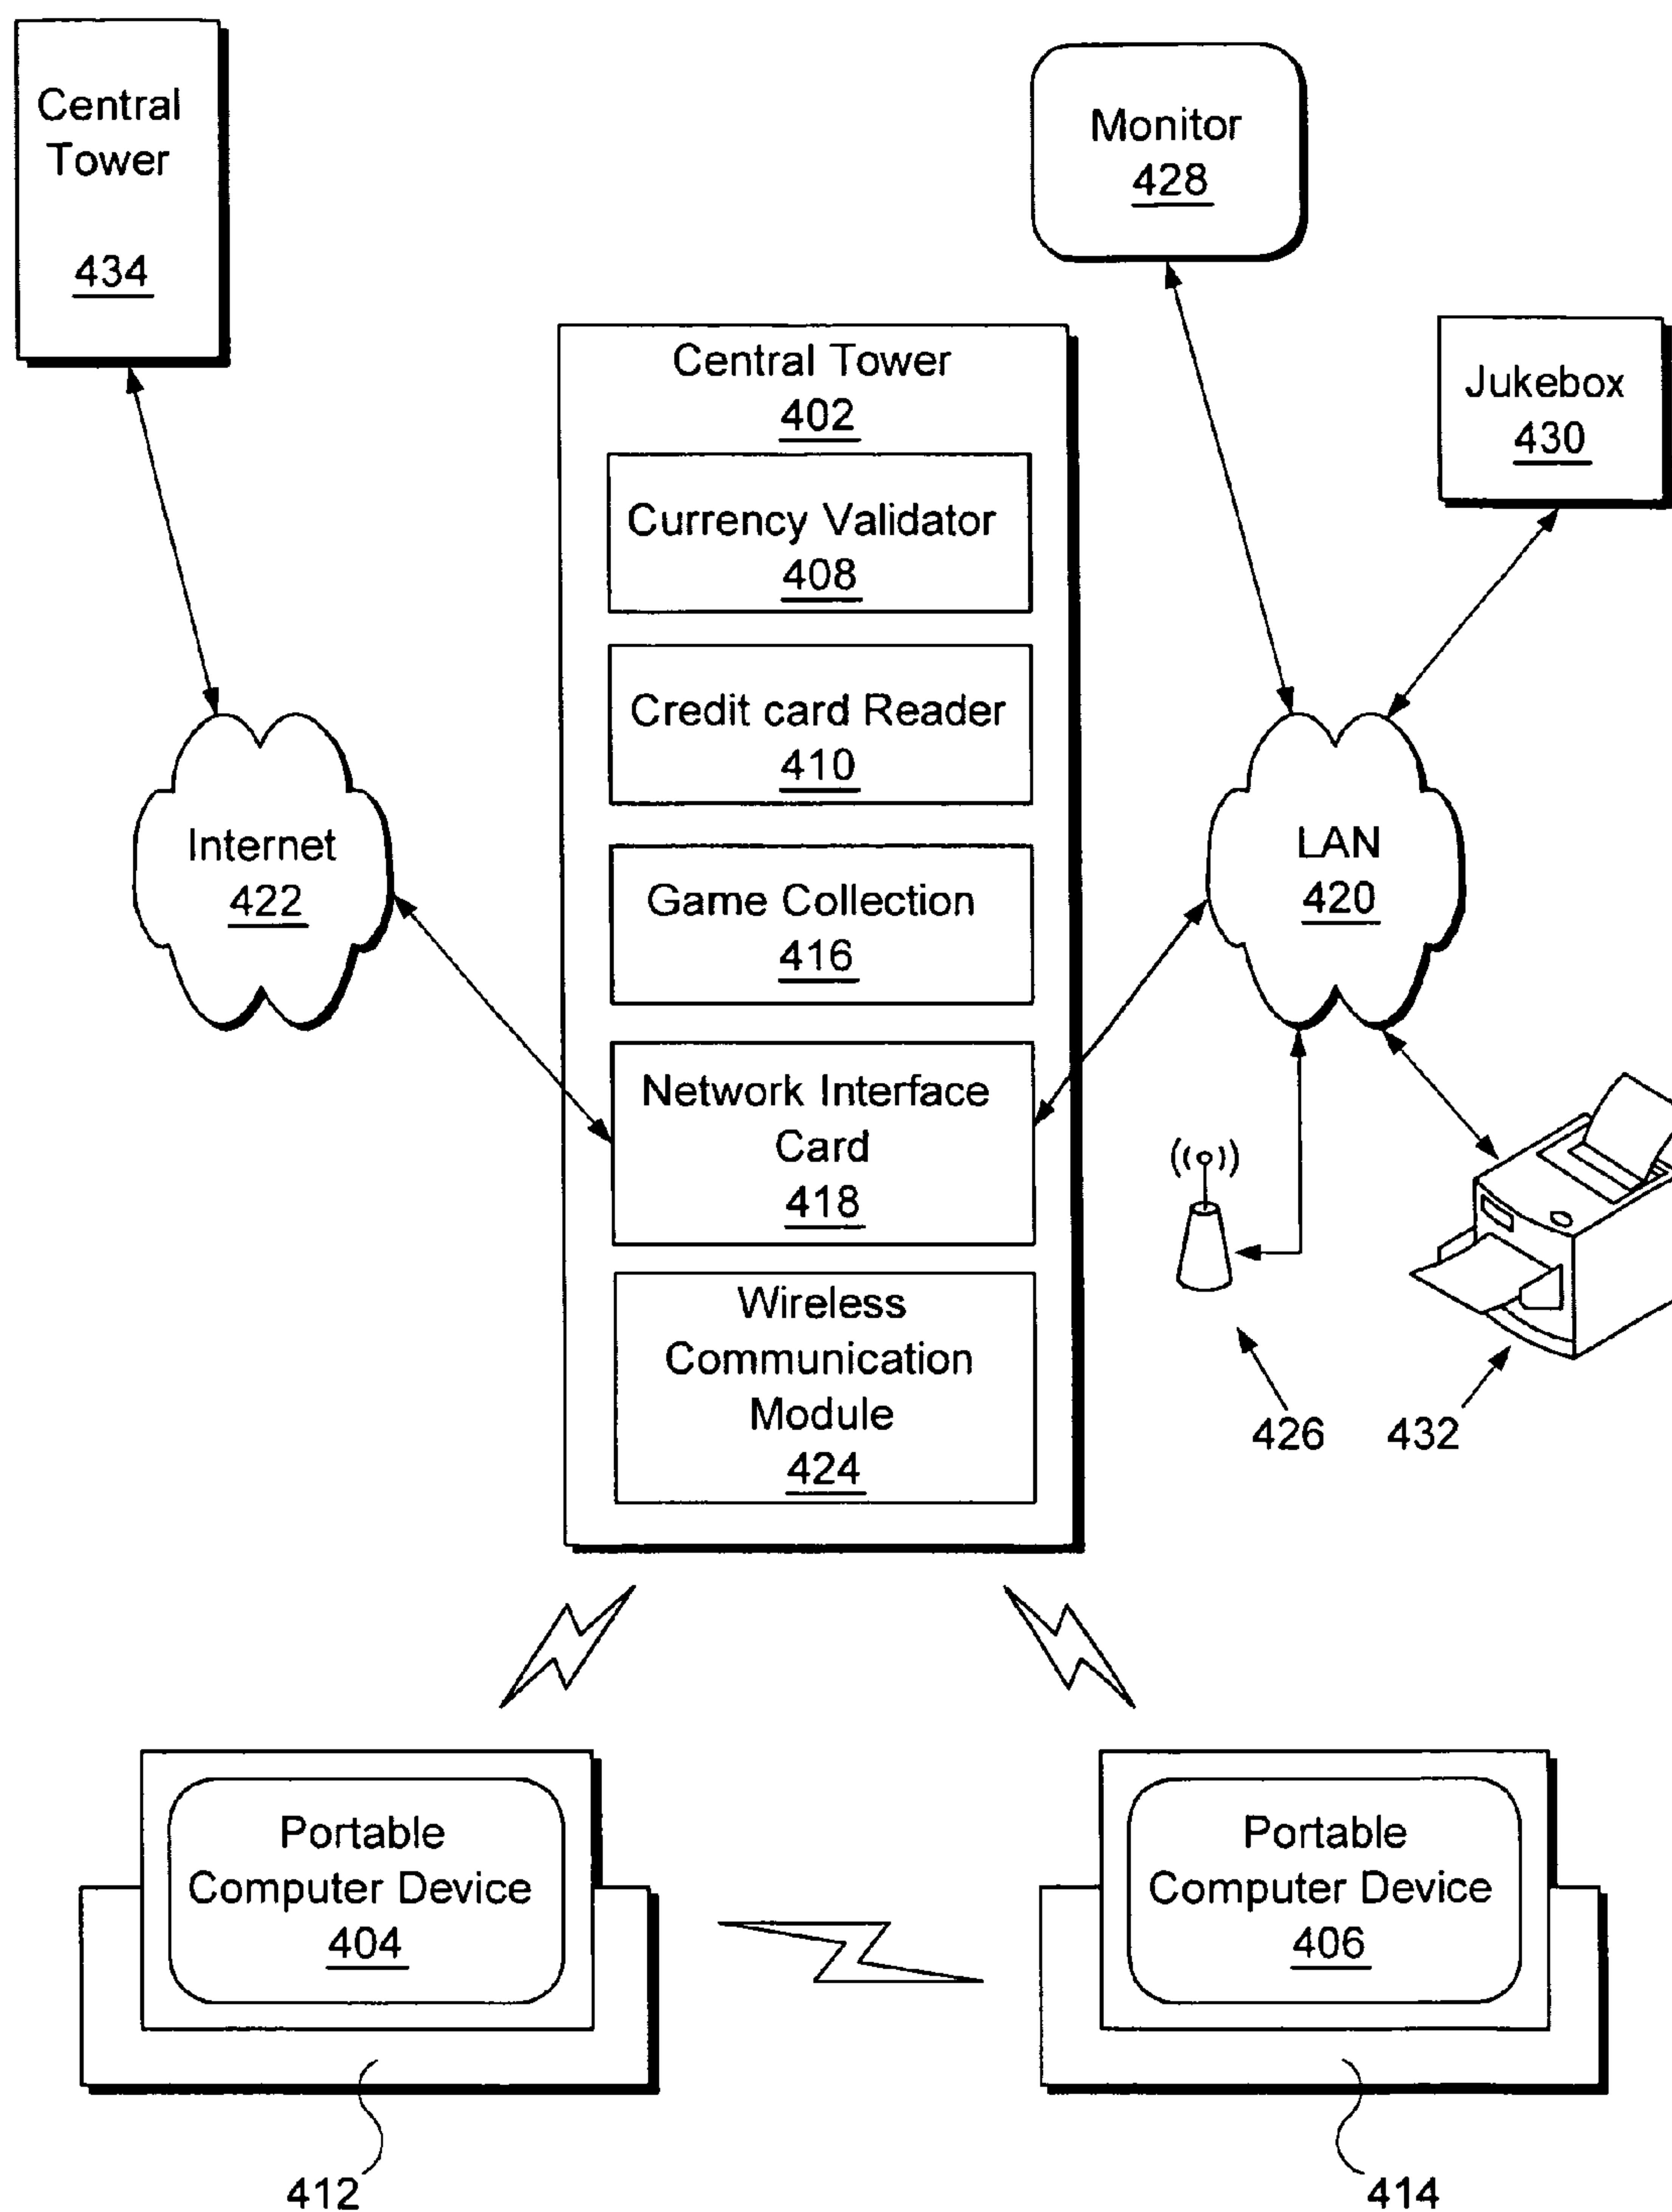 Central
Tower
434
Monitor
428
Jukebox
430
Central Tower
402
Currency Validator
408
Credit card Reader
410
Game Collection
416
Network Interface
Card
418
Wireless
Communication
Module
424
Internet
422
LAN
420
426
432
Portable
Computer Device
404
Portable
Computer Device
406
412
414